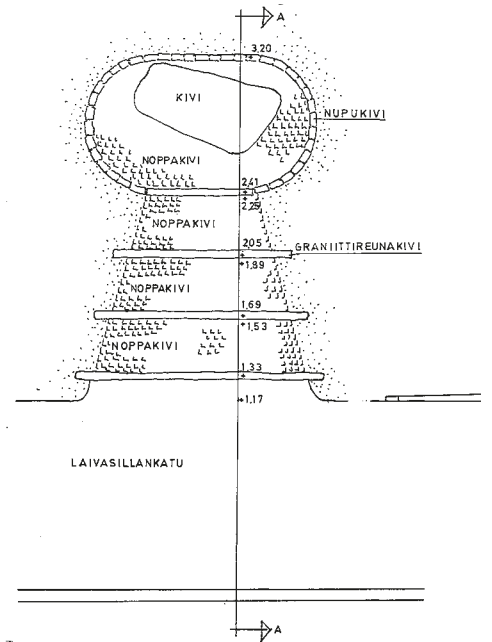 A
3,20
KIVI
NUPUKIVI
NOPPAKIVI
2,41
2,25
NOPPAKIVI
2,05
GRANIITTIREUNAKIVI
1,89
NOPPAKIVI
1,69
1,53
NOPPAKIVI
1,33
1,17
LAIVASILLANKATU
A